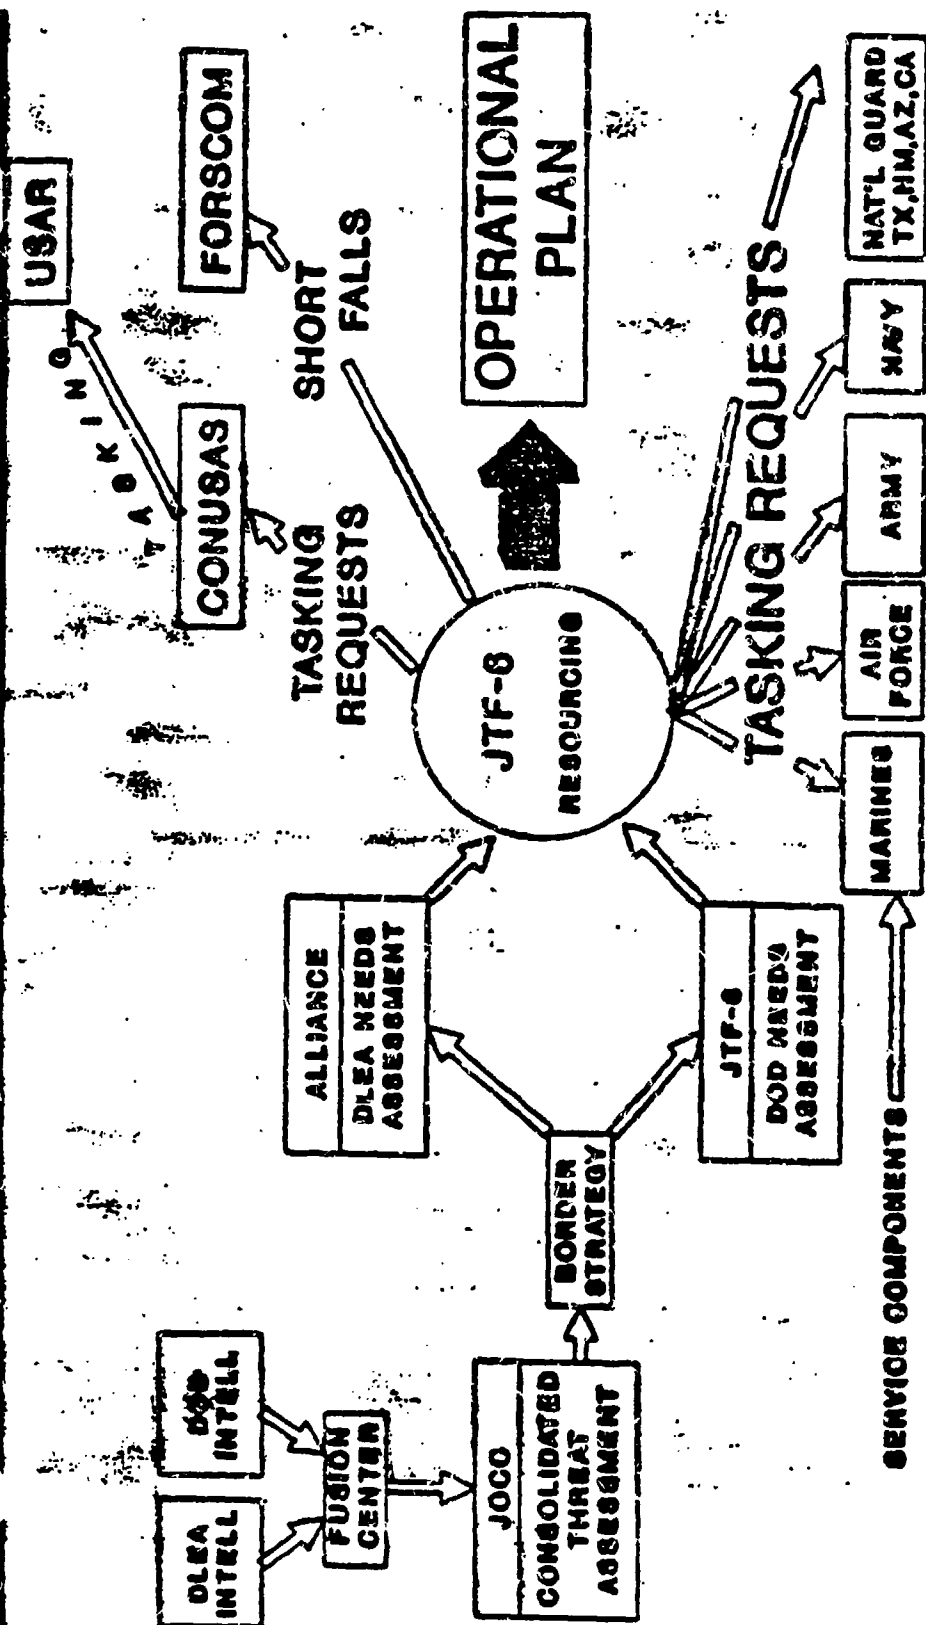 USAR
TASKING
CONUSAS
FORSCOM
TASKING
REQUESTS
SHORT
FALLS
DLEA
INTELL
DOD
INTELL
FUSION
CENTER
JOCO
CONSOLIDATED
THREAT
ASSESSMENT
BORDER
STRATEGY
ALLIANCE
DLEA NEEDS
ASSESSMENT
JTF-6
DOD NEEDS
ASSESSMENT
JTF-6
RESOURCING
OPERATIONAL
PLAN
TASKING REQUESTS
SERVICE COMPONENTS
MARINES
AIR
FORCE
ARMY
NAVY
NAT'L GUARD
TX,HM,AZ,CA